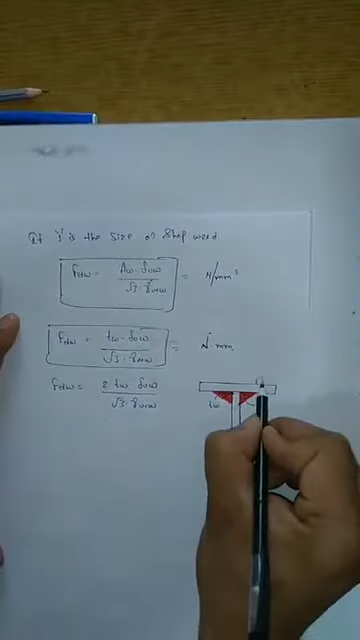 If "S" is the size or Shop weld
Fdw = Aw · fuw / √3 · γmw = N/mm²
Fdw = tw · fuw / √3 · γmw = N·mm
Fdw = 2 tw fuw / √3 · γmw
tw